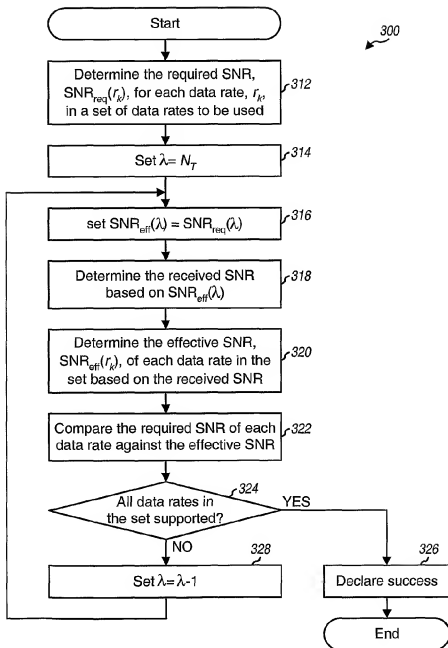 Start
300
Determine the required SNR,
SNRreq(rk), for each data rate, rk,
in a set of data rates to be used
312
Set λ= NT
314
set SNReff(λ) = SNRreq(λ)
316
Determine the received SNR
based on SNReff(λ)
318
Determine the effective SNR,
SNReff(rk), of each data rate in the
set based on the received SNR
320
Compare the required SNR of each
data rate against the effective SNR
322
324
All data rates in
the set supported?
YES
NO
328
Set λ= λ-1
326
Declare success
End